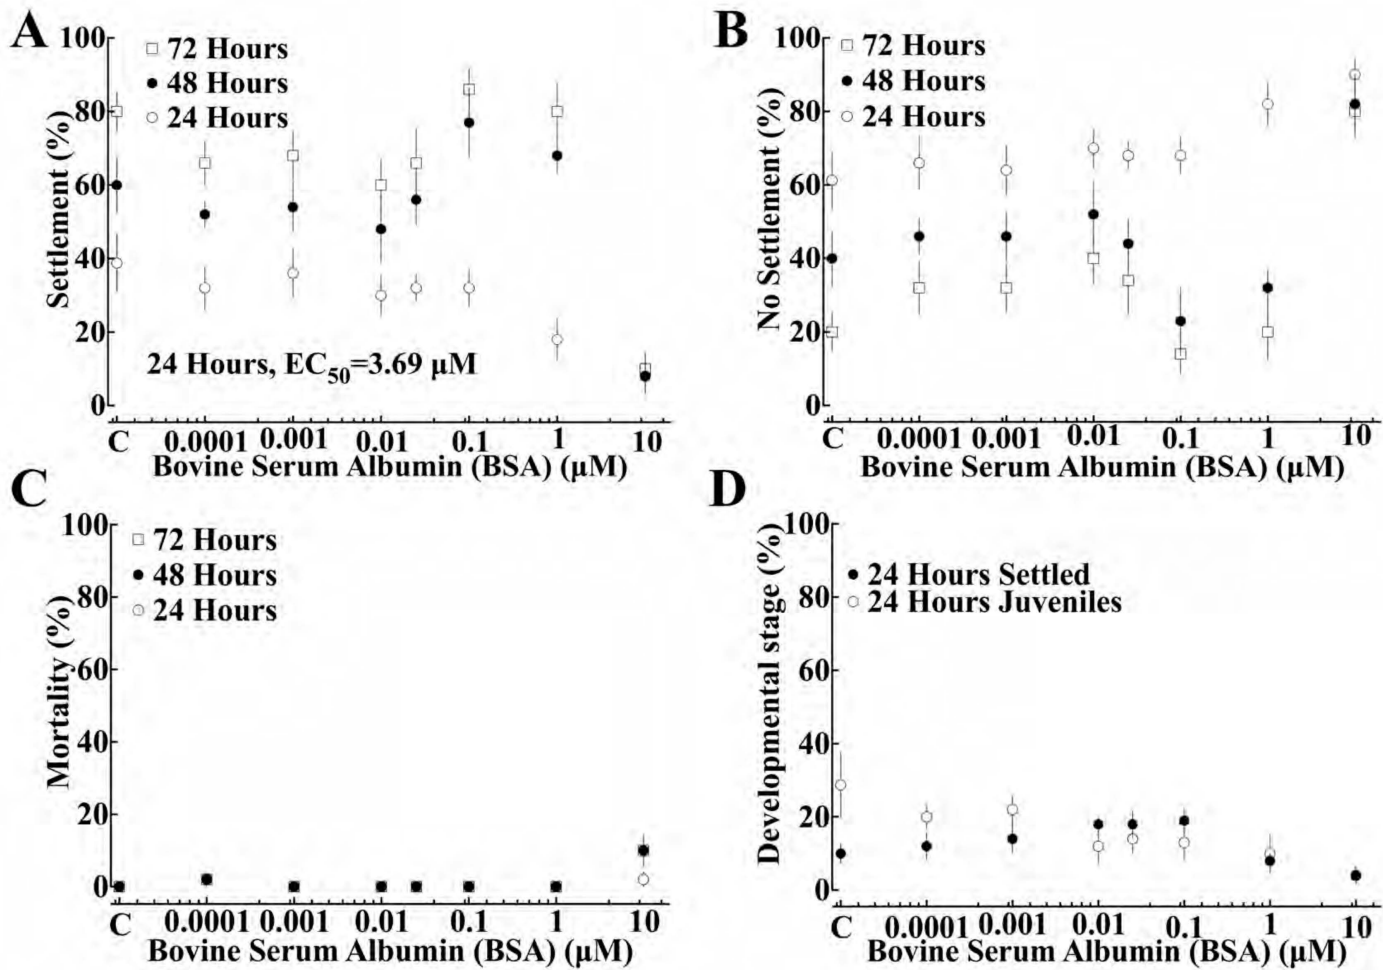 A
100
80
60
40
20
0
Settlement (%)
72 Hours
48 Hours
24 Hours
24 Hours, EC50=3.69 μM
C 0.0001 0.001 0.01 0.1 1 10
Bovine Serum Albumin (BSA) (μM)
B
100
80
60
40
20
0
No Settlement (%)
72 Hours
48 Hours
24 Hours
C 0.0001 0.001 0.01 0.1 1 10
Bovine Serum Albumin (BSA) (μM)
C
100
80
60
40
20
0
Mortality (%)
72 Hours
48 Hours
24 Hours
C 0.0001 0.001 0.01 0.1 1 10
Bovine Serum Albumin (BSA) (μM)
D
100
80
60
40
20
0
Developmental stage (%)
24 Hours Settled
24 Hours Juveniles
C 0.0001 0.001 0.01 0.1 1 10
Bovine Serum Albumin (BSA) (μM)